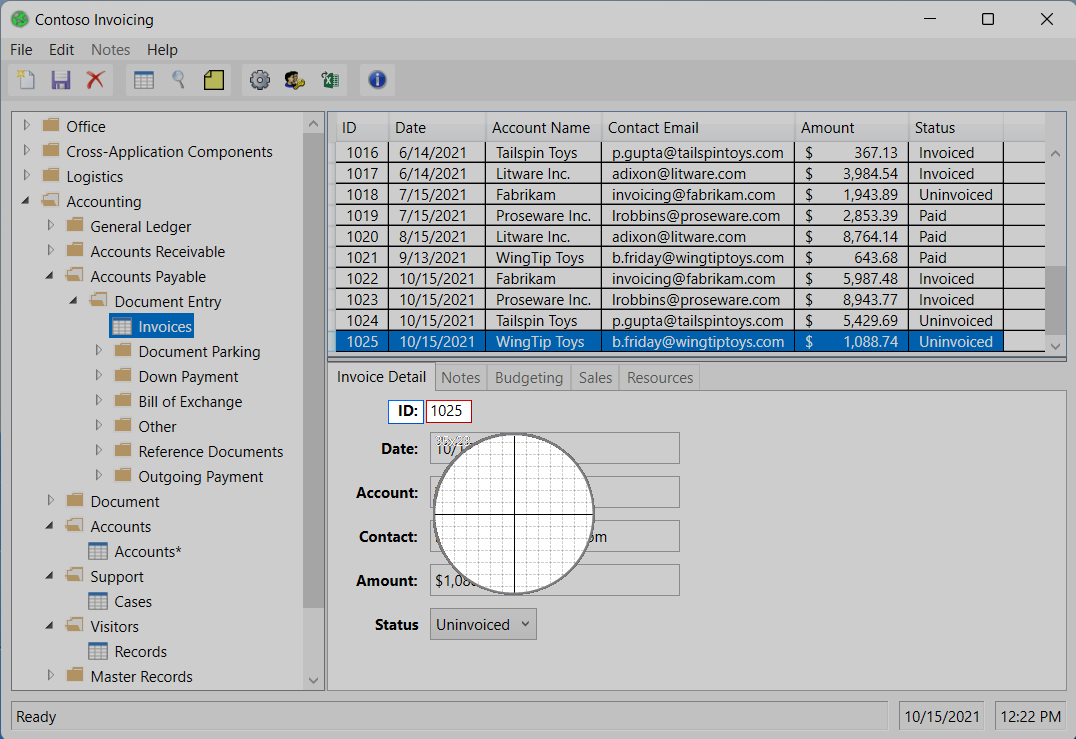 Contoso Invoicing
File Edit Notes Help
Office
Cross-Application Components
Logistics
Accounting
General Ledger
Accounts Receivable
Accounts Payable
Document Entry
Invoices
Document Parking
Down Payment
Bill of Exchange
Other
Reference Documents
Outgoing Payment
Document
Accounts
Accounts*
Support
Cases
Visitors
Records
Master Records
ID Date Account Name Contact Email Amount Status
1016 6/14/2021 Tailspin Toys p.gupta@tailspintoys.com $ 367.13 Invoiced
1017 6/14/2021 Litware Inc. adixon@litware.com $ 3,984.54 Invoiced
1018 7/15/2021 Fabrikam invoicing@fabrikam.com $ 1,943.89 Uninvoiced
1019 7/15/2021 Proseware Inc. lrobbins@proseware.com $ 2,853.39 Paid
1020 8/15/2021 Litware Inc. adixon@litware.com $ 8,764.14 Paid
1021 9/13/2021 WingTip Toys b.friday@wingtiptoys.com $ 643.68 Paid
1022 10/15/2021 Fabrikam invoicing@fabrikam.com $ 5,987.48 Invoiced
1023 10/15/2021 Proseware Inc. lrobbins@proseware.com $ 8,943.77 Invoiced
1024 10/15/2021 Tailspin Toys p.gupta@tailspintoys.com $ 5,429.69 Uninvoiced
1025 10/15/2021 WingTip Toys b.friday@wingtiptoys.com $ 1,088.74 Uninvoiced
Invoice Detail Notes Budgeting Sales Resources
ID: 1025
Date:
Account:
Contact:
Amount:
Status Uninvoiced
Ready 10/15/2021 12:22 PM